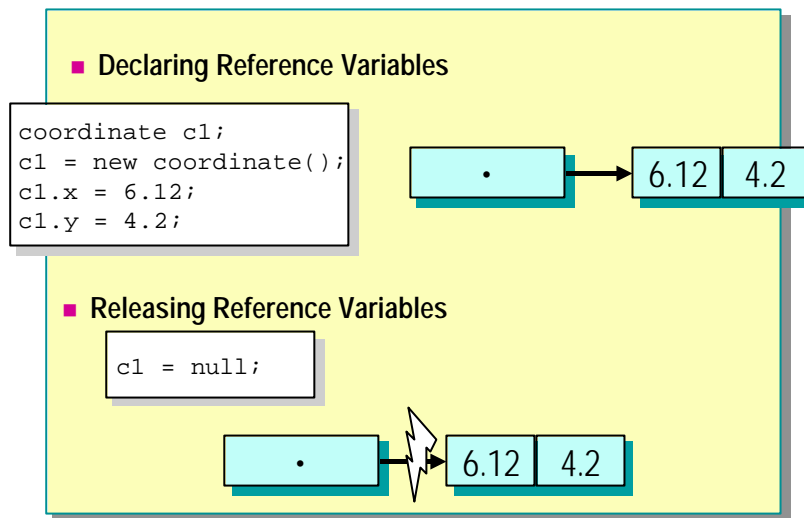 Declaring Reference Variables
coordinate c1;
c1 = new coordinate();
c1.x = 6.12;
c1.y = 4.2;
6.12 4.2
Releasing Reference Variables
c1 = null;
6.12 4.2